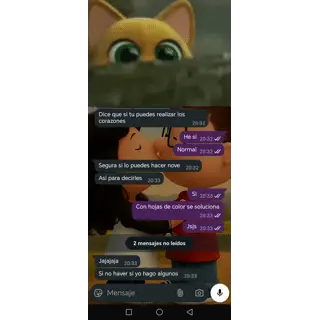 Dice que si tu puedes realizar los
corazones 20:31
He si 20:32
Normal 20:32
Segura si lo puedes hacer nove 20:32
Así para decirles 20:33
Si 20:33
Con hojas de color se soluciona
20:33
Jsjs 20:33
2 mensajes no leídos
Jajajaja 20:33
Si no haver si yo hago algunos 20:33
Mensaje